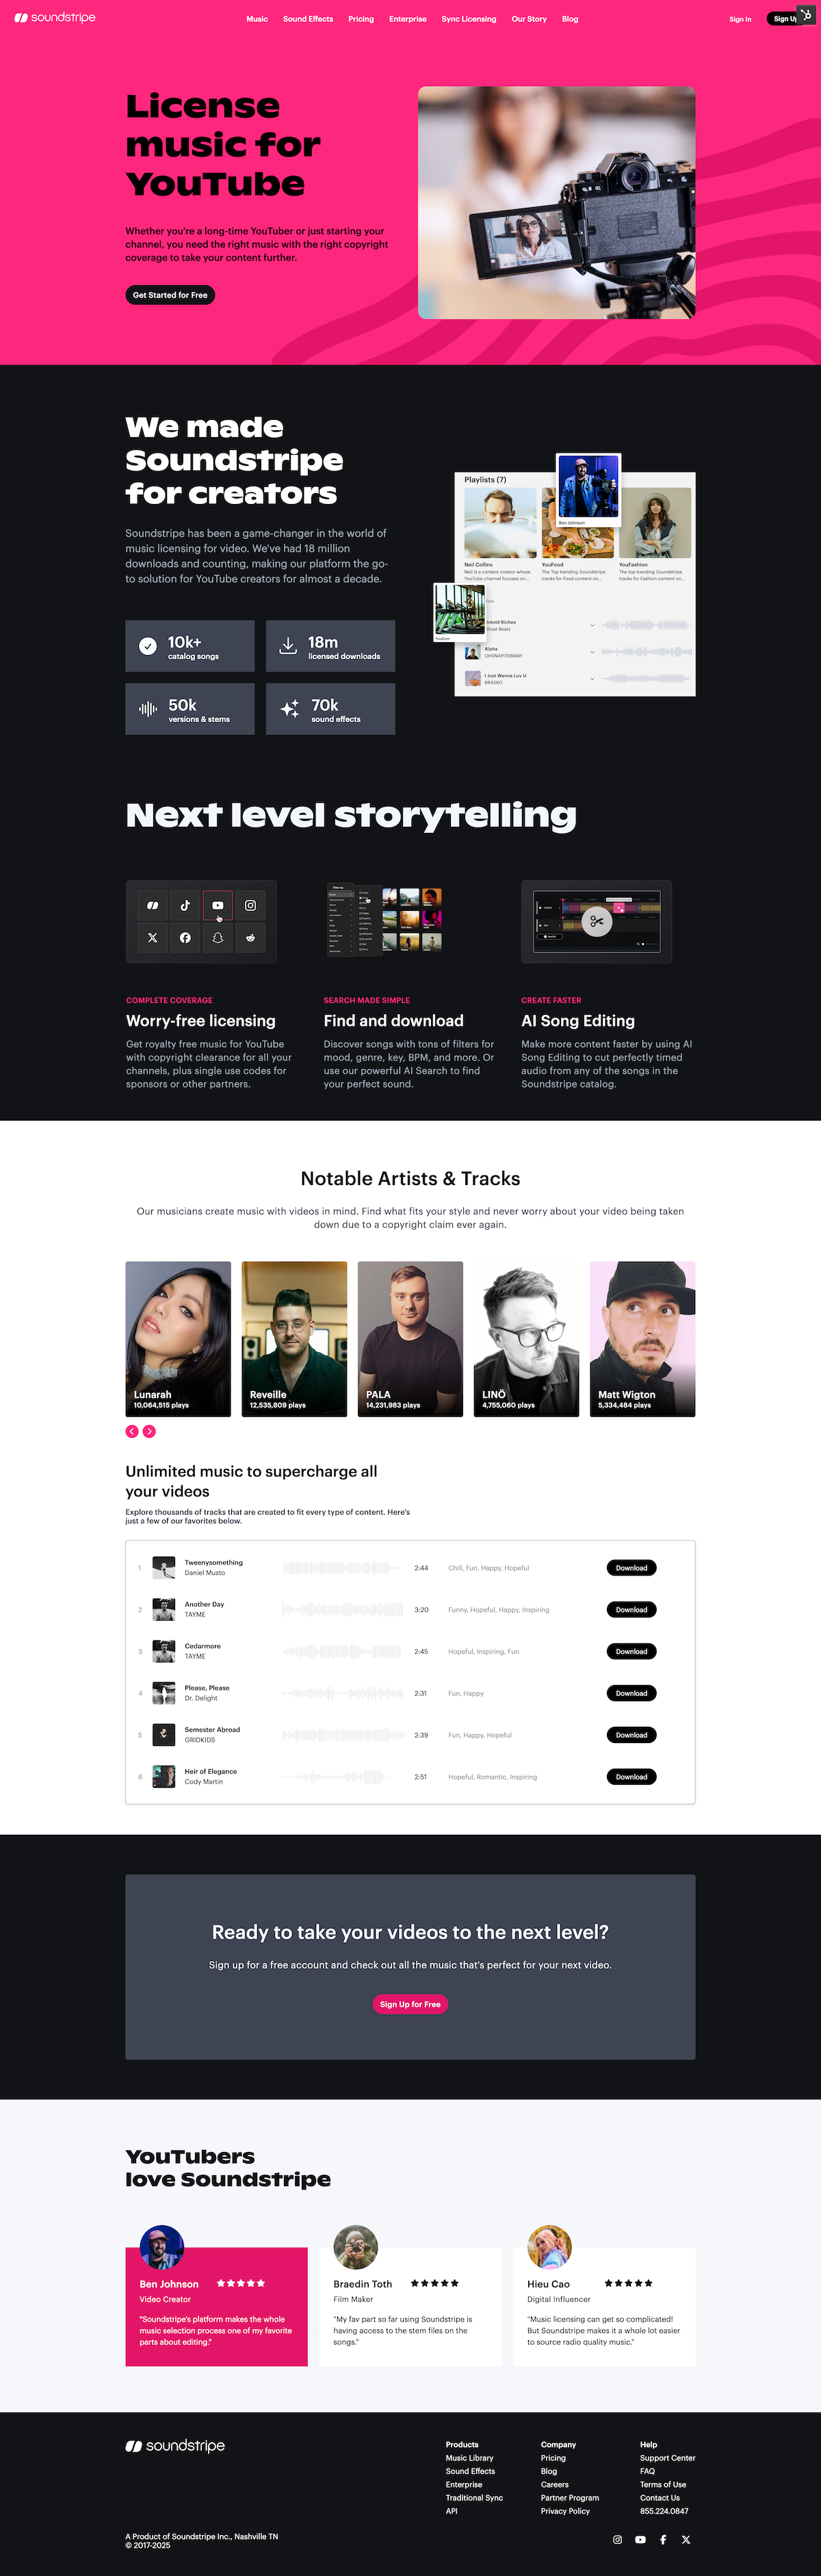 soundstripe
Music Sound Effects Pricing Enterprise Sync Licensing Our Story Blog
Sign In
License
music for
YouTube
Whether you're a long-time YouTuber or just starting your
channel, you need the right music with the right copyright
coverage to take your content further.
Get Started for Free
We made
Soundstripe
for creators
Soundstripe has been a game-changer in the world of
music licensing for video. We've had 18 million
downloads and counting, making our platform the go-
to solution for YouTube creators for almost a decade.
10k+
catalog songs
18m
licensed downloads
50k
versions & stems
70k
sound effects
Playlists (7)
Ben Johnson
Neil Collins
Neil is a content creator whose
YouTube channel focuses on...
YouFood
The top trending Soundstripe
tracks for Food content on...
YouFashion
The Top trending Soundstripe
tracks for Fashion content on...
YouGym
Untold Riches
Ghost Beatz
Alpha
OHSNAPITSBWAY
I Just Wanna Luv U
BRASKO
Next level storytelling
COMPLETE COVERAGE
Worry-free licensing
Get royalty free music for YouTube
with copyright clearance for all your
channels, plus single use codes for
sponsors or other partners.
SEARCH MADE SIMPLE
Find and download
Discover songs with tons of filters for
mood, genre, key, BPM, and more. Or
use our powerful AI Search to find
your perfect sound.
CREATE FASTER
AI Song Editing
Make more content faster by using AI
Song Editing to cut perfectly timed
audio from any of the songs in the
Soundstripe catalog.
Notable Artists & Tracks
Our musicians create music with videos in mind. Find what fits your style and never worry about your video being taken
down due to a copyright claim ever again.
Lunarah
10,064,515 plays
Reveille
12,535,809 plays
PALA
14,231,983 plays
LINÖ
4,755,060 plays
Matt Wigton
5,334,484 plays
Unlimited music to supercharge all
your videos
Explore thousands of tracks that are created to fit every type of content. Here's
just a few of our favorites below.
1 Tweenysomething 2:44 Chill, Fun, Happy, Hopeful Download
Daniel Musto
2 Another Day 3:20 Funny, Hopeful, Happy, Inspiring Download
TAYME
3 Cedarmore 2:45 Hopeful, Inspiring, Fun Download
TAYME
4 Please, Please 2:31 Fun, Happy Download
Dr. Delight
5 Semester Abroad 2:39 Fun, Happy, Hopeful Download
GRIDKIDS
6 Heir of Elegance 2:51 Hopeful, Romantic, Inspiring Download
Cody Martin
Ready to take your videos to the next level?
Sign up for a free account and check out all the music that's perfect for your next video.
Sign Up for Free
YouTubers
love Soundstripe
Ben Johnson
Video Creator
"Soundstripe's platform makes the whole
music selection process one of my favorite
parts about editing."
Braedin Toth
Film Maker
"My fav part so far using Soundstripe is
having access to the stem files on the
songs."
Hieu Cao
Digital Influencer
"Music licensing can get so complicated!
But Soundstripe makes it a whole lot easier
to source radio quality music."
soundstripe
Products
Music Library
Sound Effects
Enterprise
Traditional Sync
API
Company
Pricing
Blog
Careers
Partner Program
Privacy Policy
Help
Support Center
FAQ
Terms of Use
Contact Us
855.224.0847
A Product of Soundstripe Inc., Nashville TN
© 2017-2025